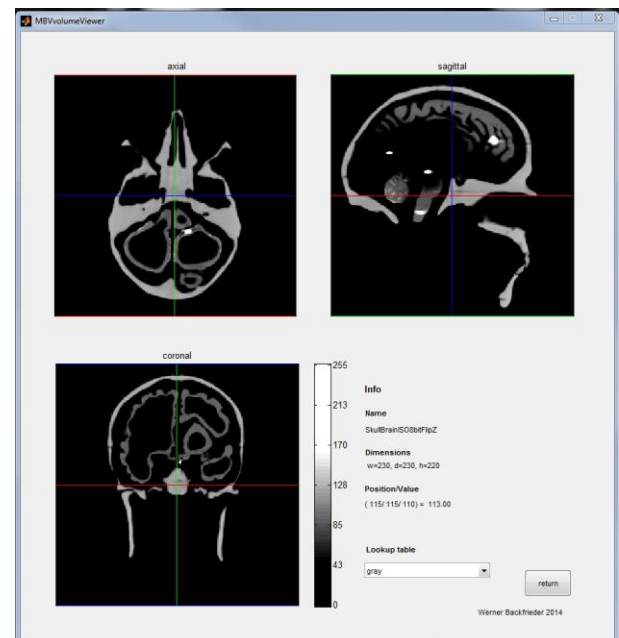 MBVvolumeViewer
axial
sagittal
coronal
255
213
170
128
85
43
0
Info
Name
SkullBrainISO8bitFlipZ
Dimensions
w=230, d=230, h=220
Position/Value
( 115/ 115/ 110) = 113.00
Lookup table
gray
return
Werner Backfrieder 2014